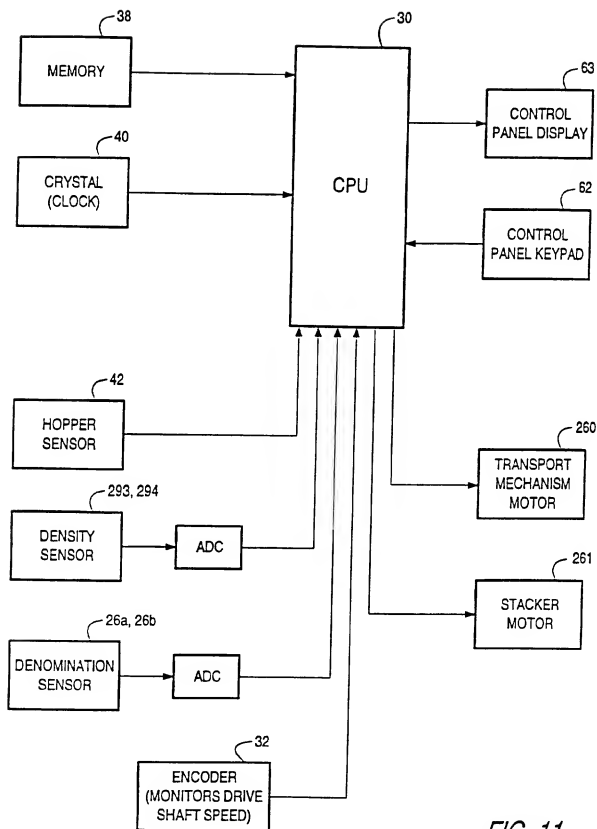 38
MEMORY
40
CRYSTAL
(CLOCK)
30
CPU
63
CONTROL
PANEL DISPLAY
62
CONTROL
PANEL KEYPAD
42
HOPPER
SENSOR
293, 294
DENSITY
SENSOR
ADC
26a, 26b
DENOMINATION
SENSOR
ADC
32
ENCODER
(MONITORS DRIVE
SHAFT SPEED)
260
TRANSPORT
MECHANISM
MOTOR
261
STACKER
MOTOR
FIG. 11